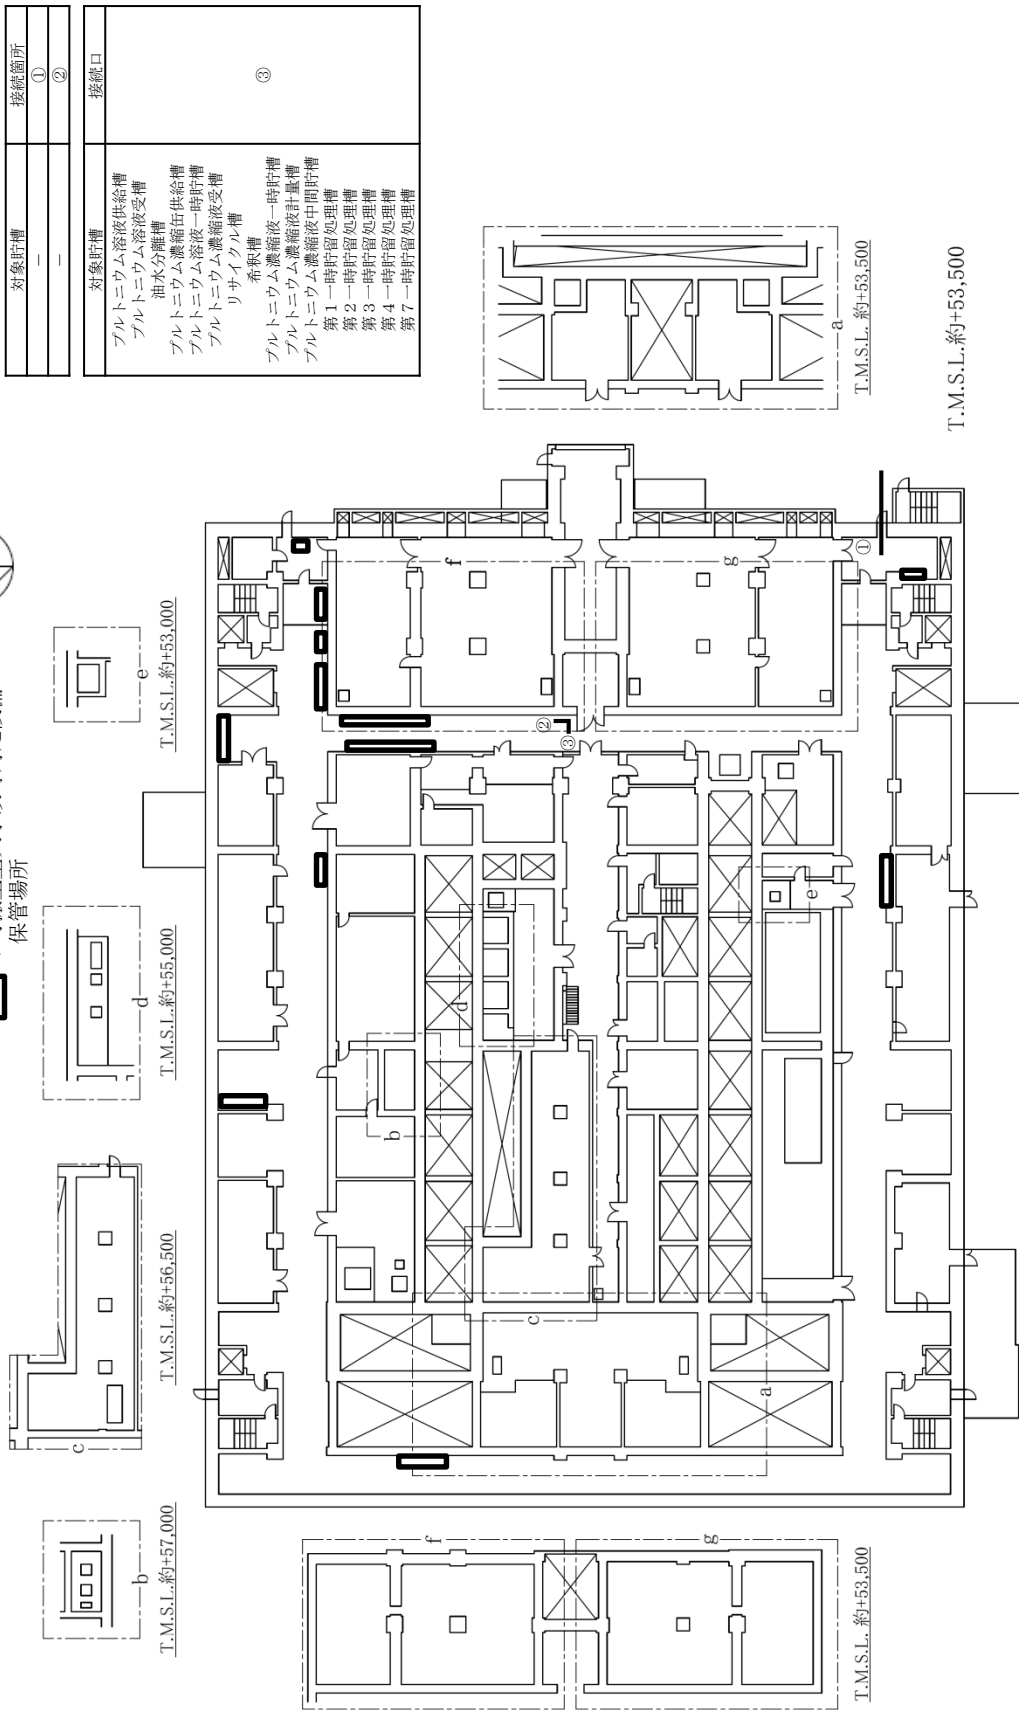 対象貯槽 接続箇所
－ ①
－ ②
対象貯槽 接続口
プルトニウム溶液供給槽
プルトニウム溶液受槽
油水分離槽
プルトニウム濃縮缶供給槽
プルトニウム溶液一時貯槽
プルトニウム濃縮液受槽
リサイクル槽
希釈槽
プルトニウム濃縮液一時貯槽
プルトニウム濃縮液計量槽
プルトニウム濃縮液中間貯槽
第１一時貯留処理槽
第２一時貯留処理槽
第３一時貯留処理槽
第４一時貯留処理槽
第７一時貯留処理槽
③
保管場所
b
T.M.S.L.約+57,000
c
T.M.S.L.約+56,500
d
T.M.S.L.約+55,000
e
T.M.S.L.約+53,000
f
g
T.M.S.L. 約+53,500
a
b
c
d
e
f
g
①
②
③
a
T.M.S.L. 約+53,500
T.M.S.L.約+53,500